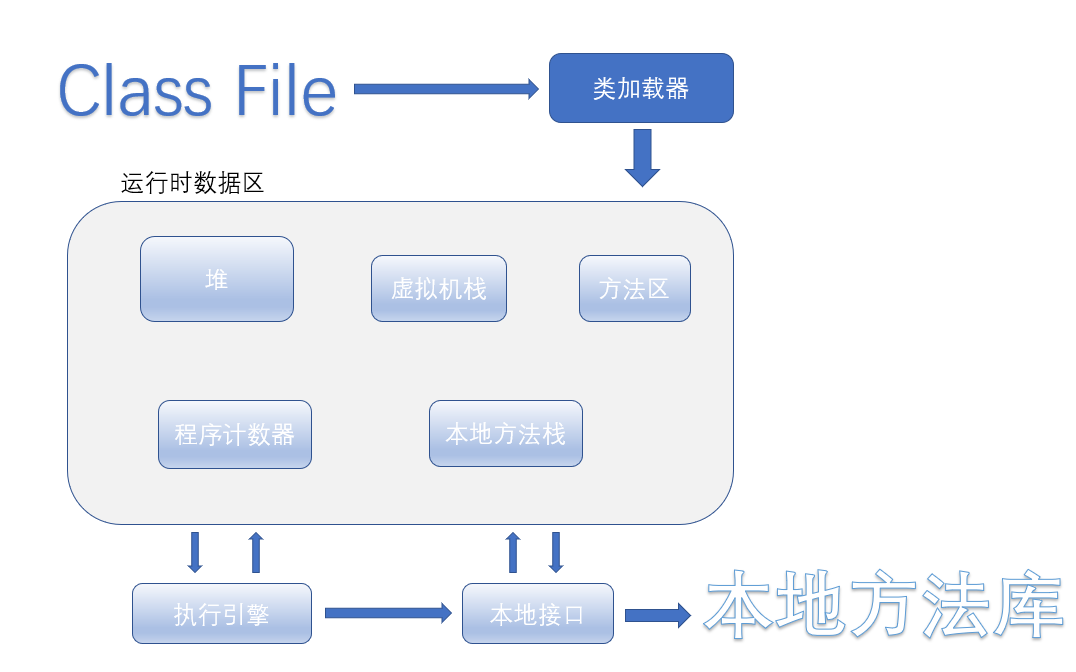 Class File
类加载器
运行时数据区
堆
虚拟机栈
方法区
程序计数器
本地方法栈
执行引擎
本地接口
本地方法库